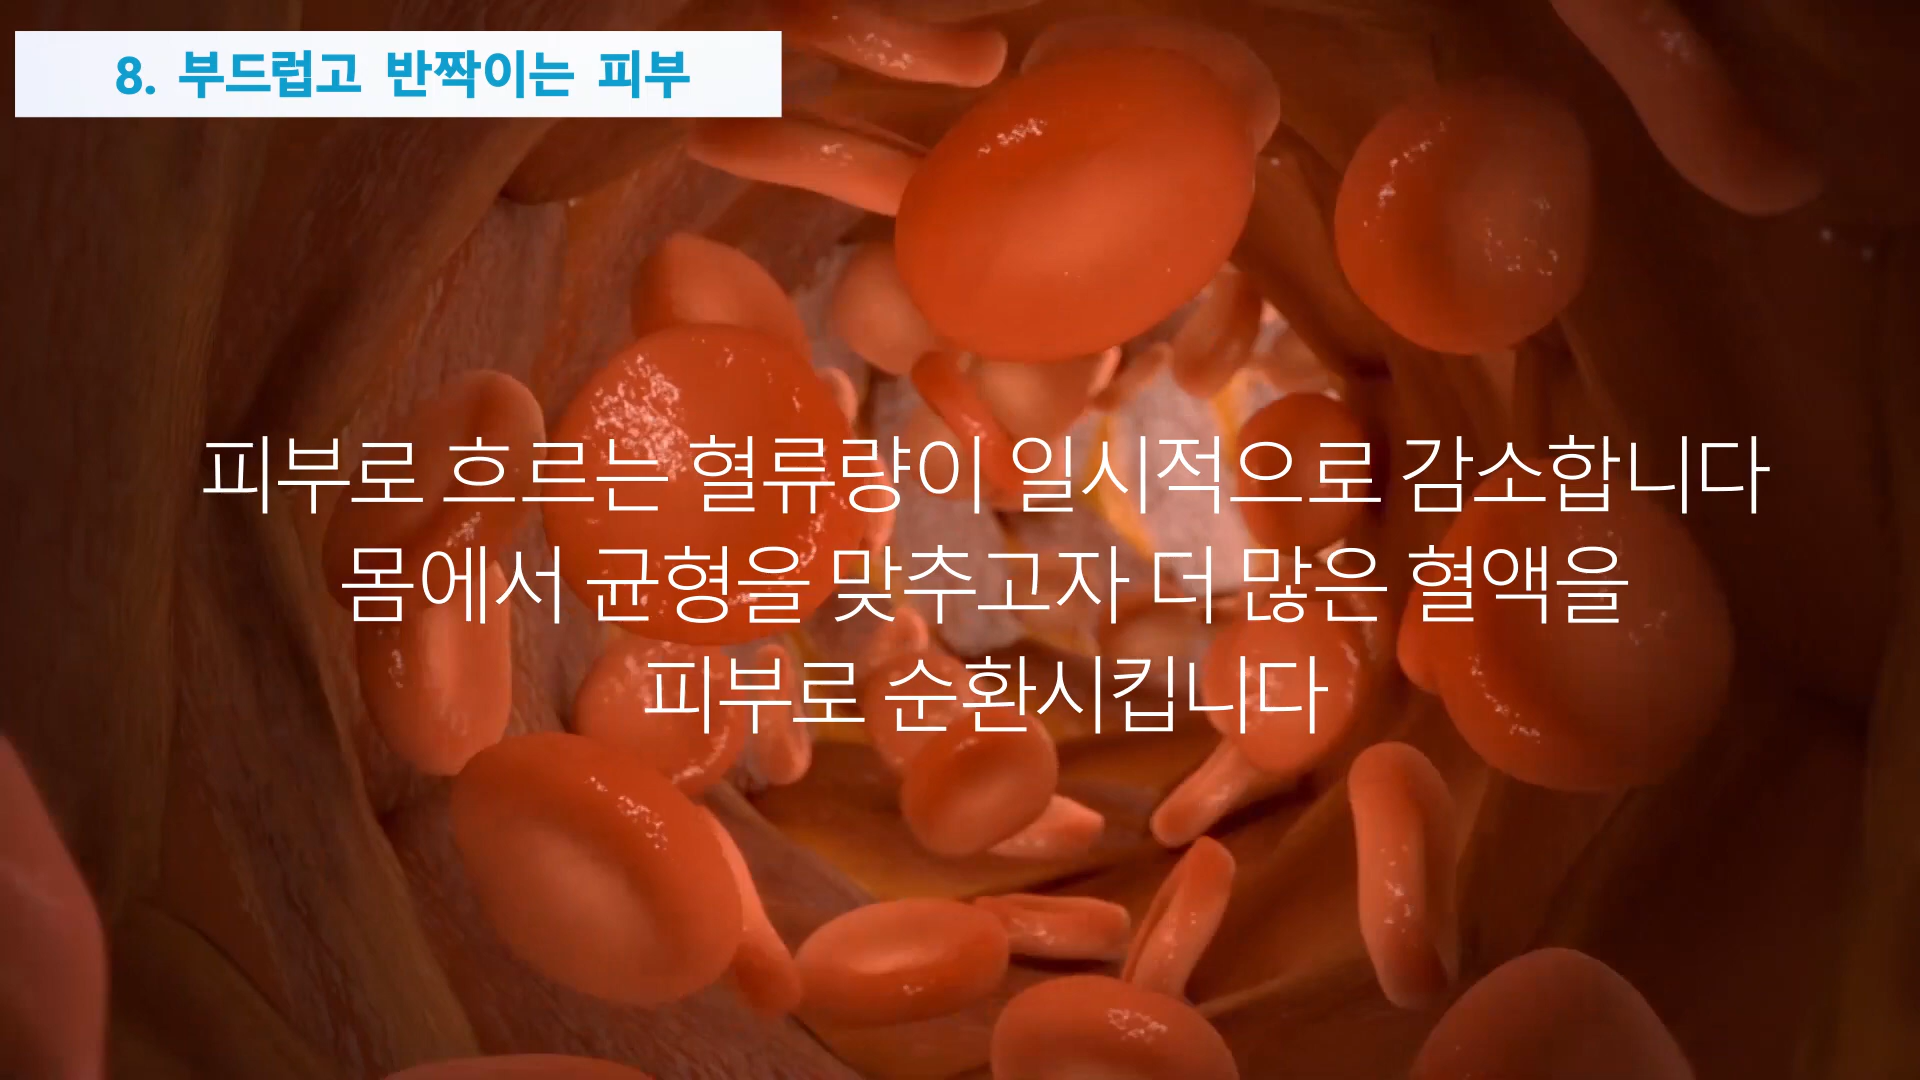 8. 부드럽고 반짝이는 피부
피부로 흐르는 혈류량이 일시적으로 감소합니다
몸에서 균형을 맞추고자 더 많은 혈액을
피부로 순환시킵니다